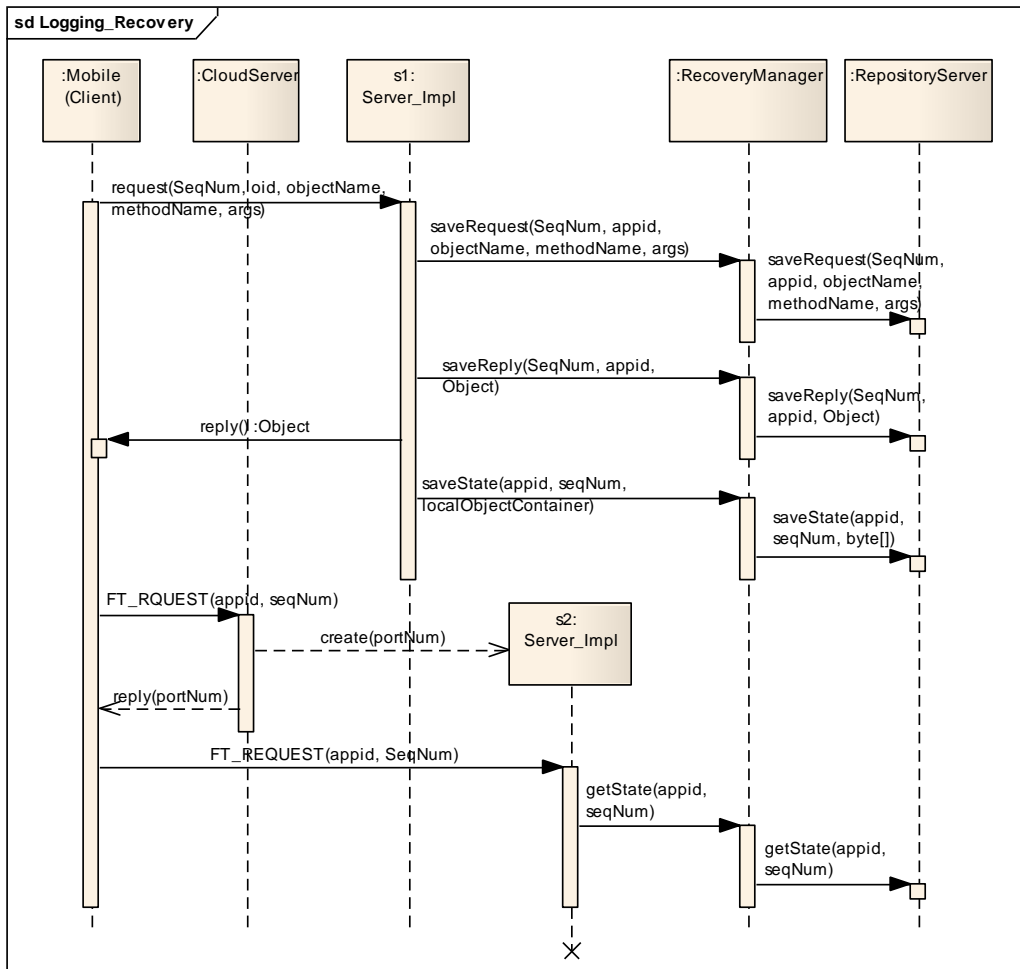 sd Logging_Recovery
:Mobile
(Client)
:CloudServer
s1:
Server_Impl
:RecoveryManager
:RepositoryServer
request(SeqNum, loid, objectName,
methodName, args)
saveRequest(SeqNum, appid,
objectName, methodName, args)
saveRequest(SeqNum,
appid, objectName,
methodName, args)
saveReply(SeqNum, appid,
Object)
saveReply(SeqNum,
appid, Object)
reply() :Object
saveState(appid, seqNum,
localObjectContainer)
saveState(appid,
seqNum, byte[])
FT_RQUEST(appid, seqNum)
s2:
Server_Impl
create(portNum)
reply(portNum)
FT_REQUEST(appid, SeqNum)
getState(appid,
seqNum)
getState(appid,
seqNum)